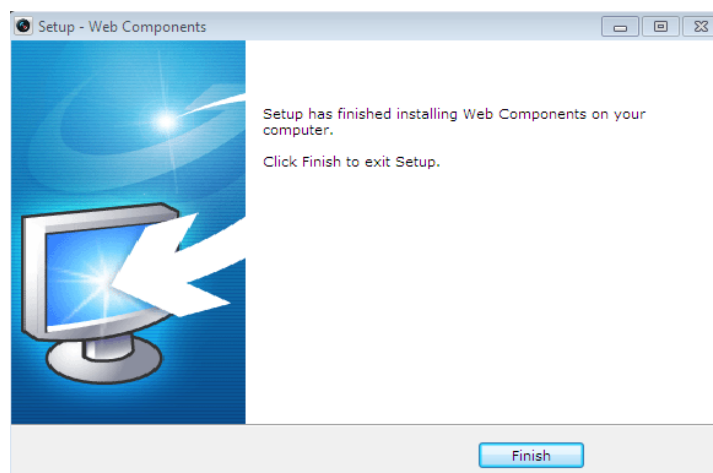 Setup - Web Components
Setup has finished installing Web Components on your
computer.
Click Finish to exit Setup.
Finish